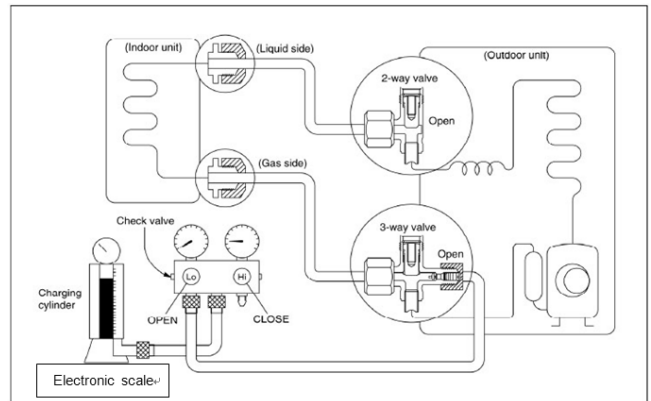 (Indoor unit)
(Liquid side)
(Outdoor unit)
2-way valve
Open
(Gas side)
3-way valve
Open
Check valve
Lo
Hi
OPEN
CLOSE
Charging
cylinder
Electronic scale↵